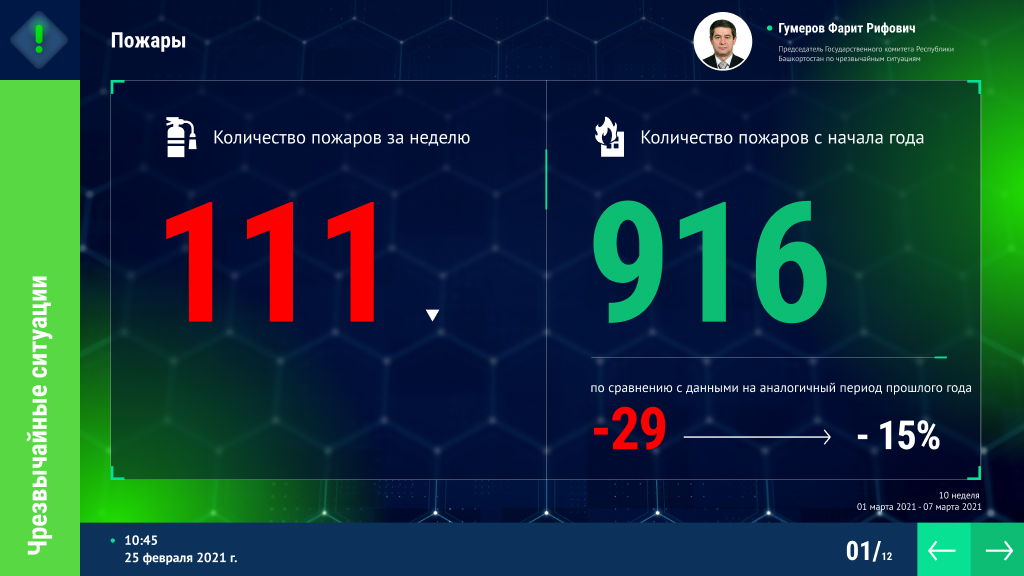 Пожары
Гумеров Фарит Рифович
Председатель Государственного комитета Республики
Башкортостан по чрезвычайным ситуациям
Чрезвычайные ситуации
Количество пожаров за неделю
111
Количество пожаров с начала года
916
по сравнению с данными на аналогичный период прошлого года
-29
- 15%
10 неделя
01 марта 2021 - 07 марта 2021
10:45
25 февраля 2021 г.
01/12